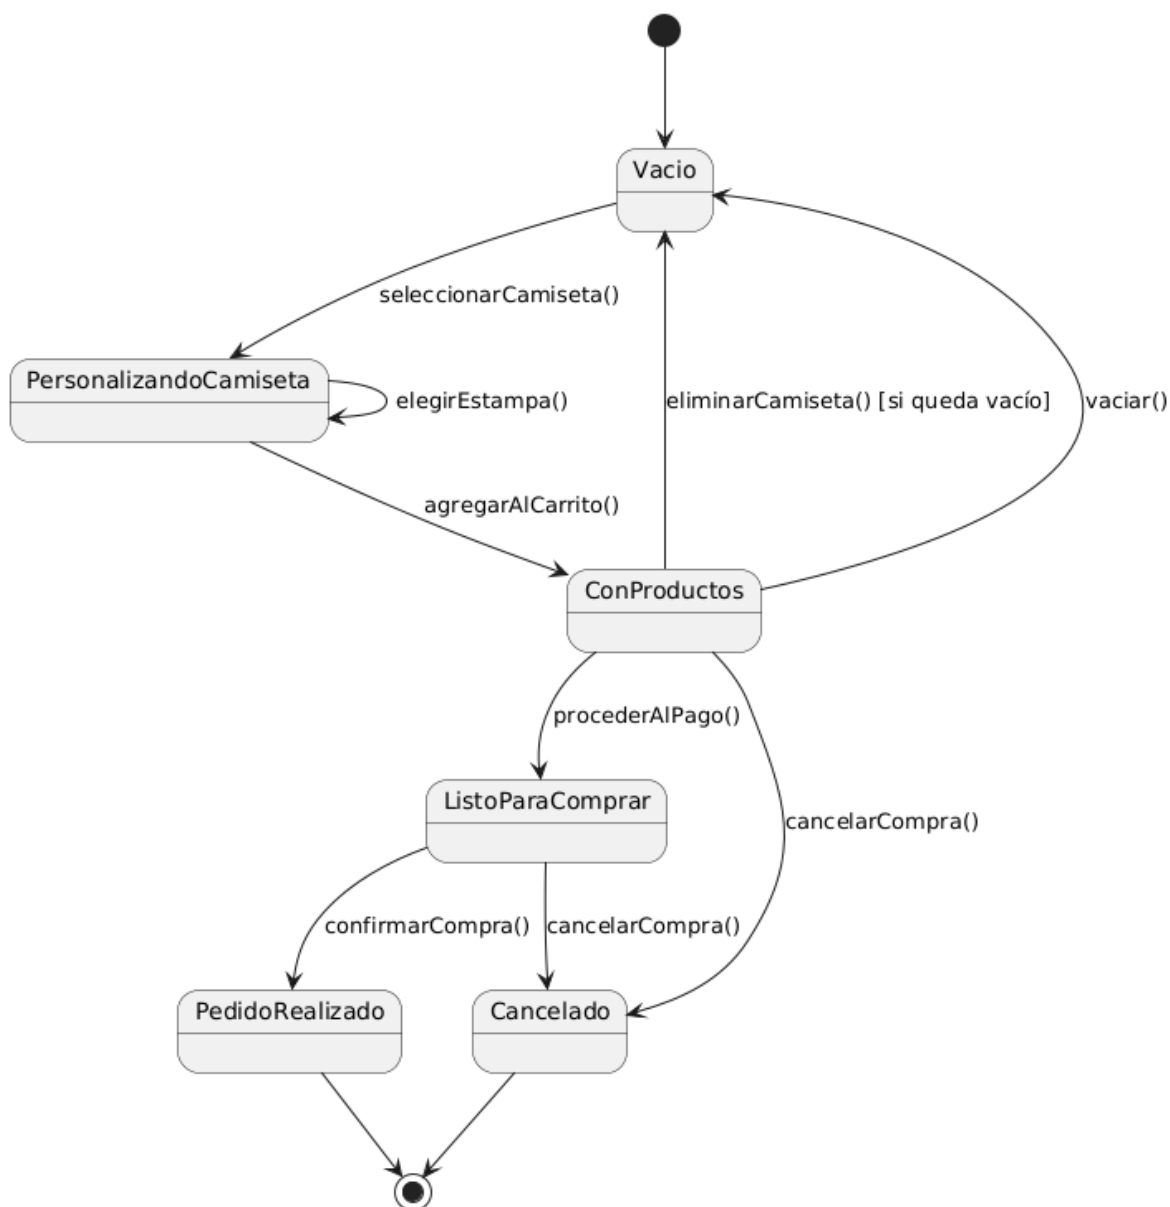 Vacio
seleccionarCamiseta()
PersonalizandoCamiseta
elegirEstampa()
eliminarCamiseta() [si queda vacío]
vaciar()
agregarAlCarrito()
ConProductos
procederAlPago()
ListoParaComprar
cancelarCompra()
confirmarCompra()
cancelarCompra()
PedidoRealizado
Cancelado